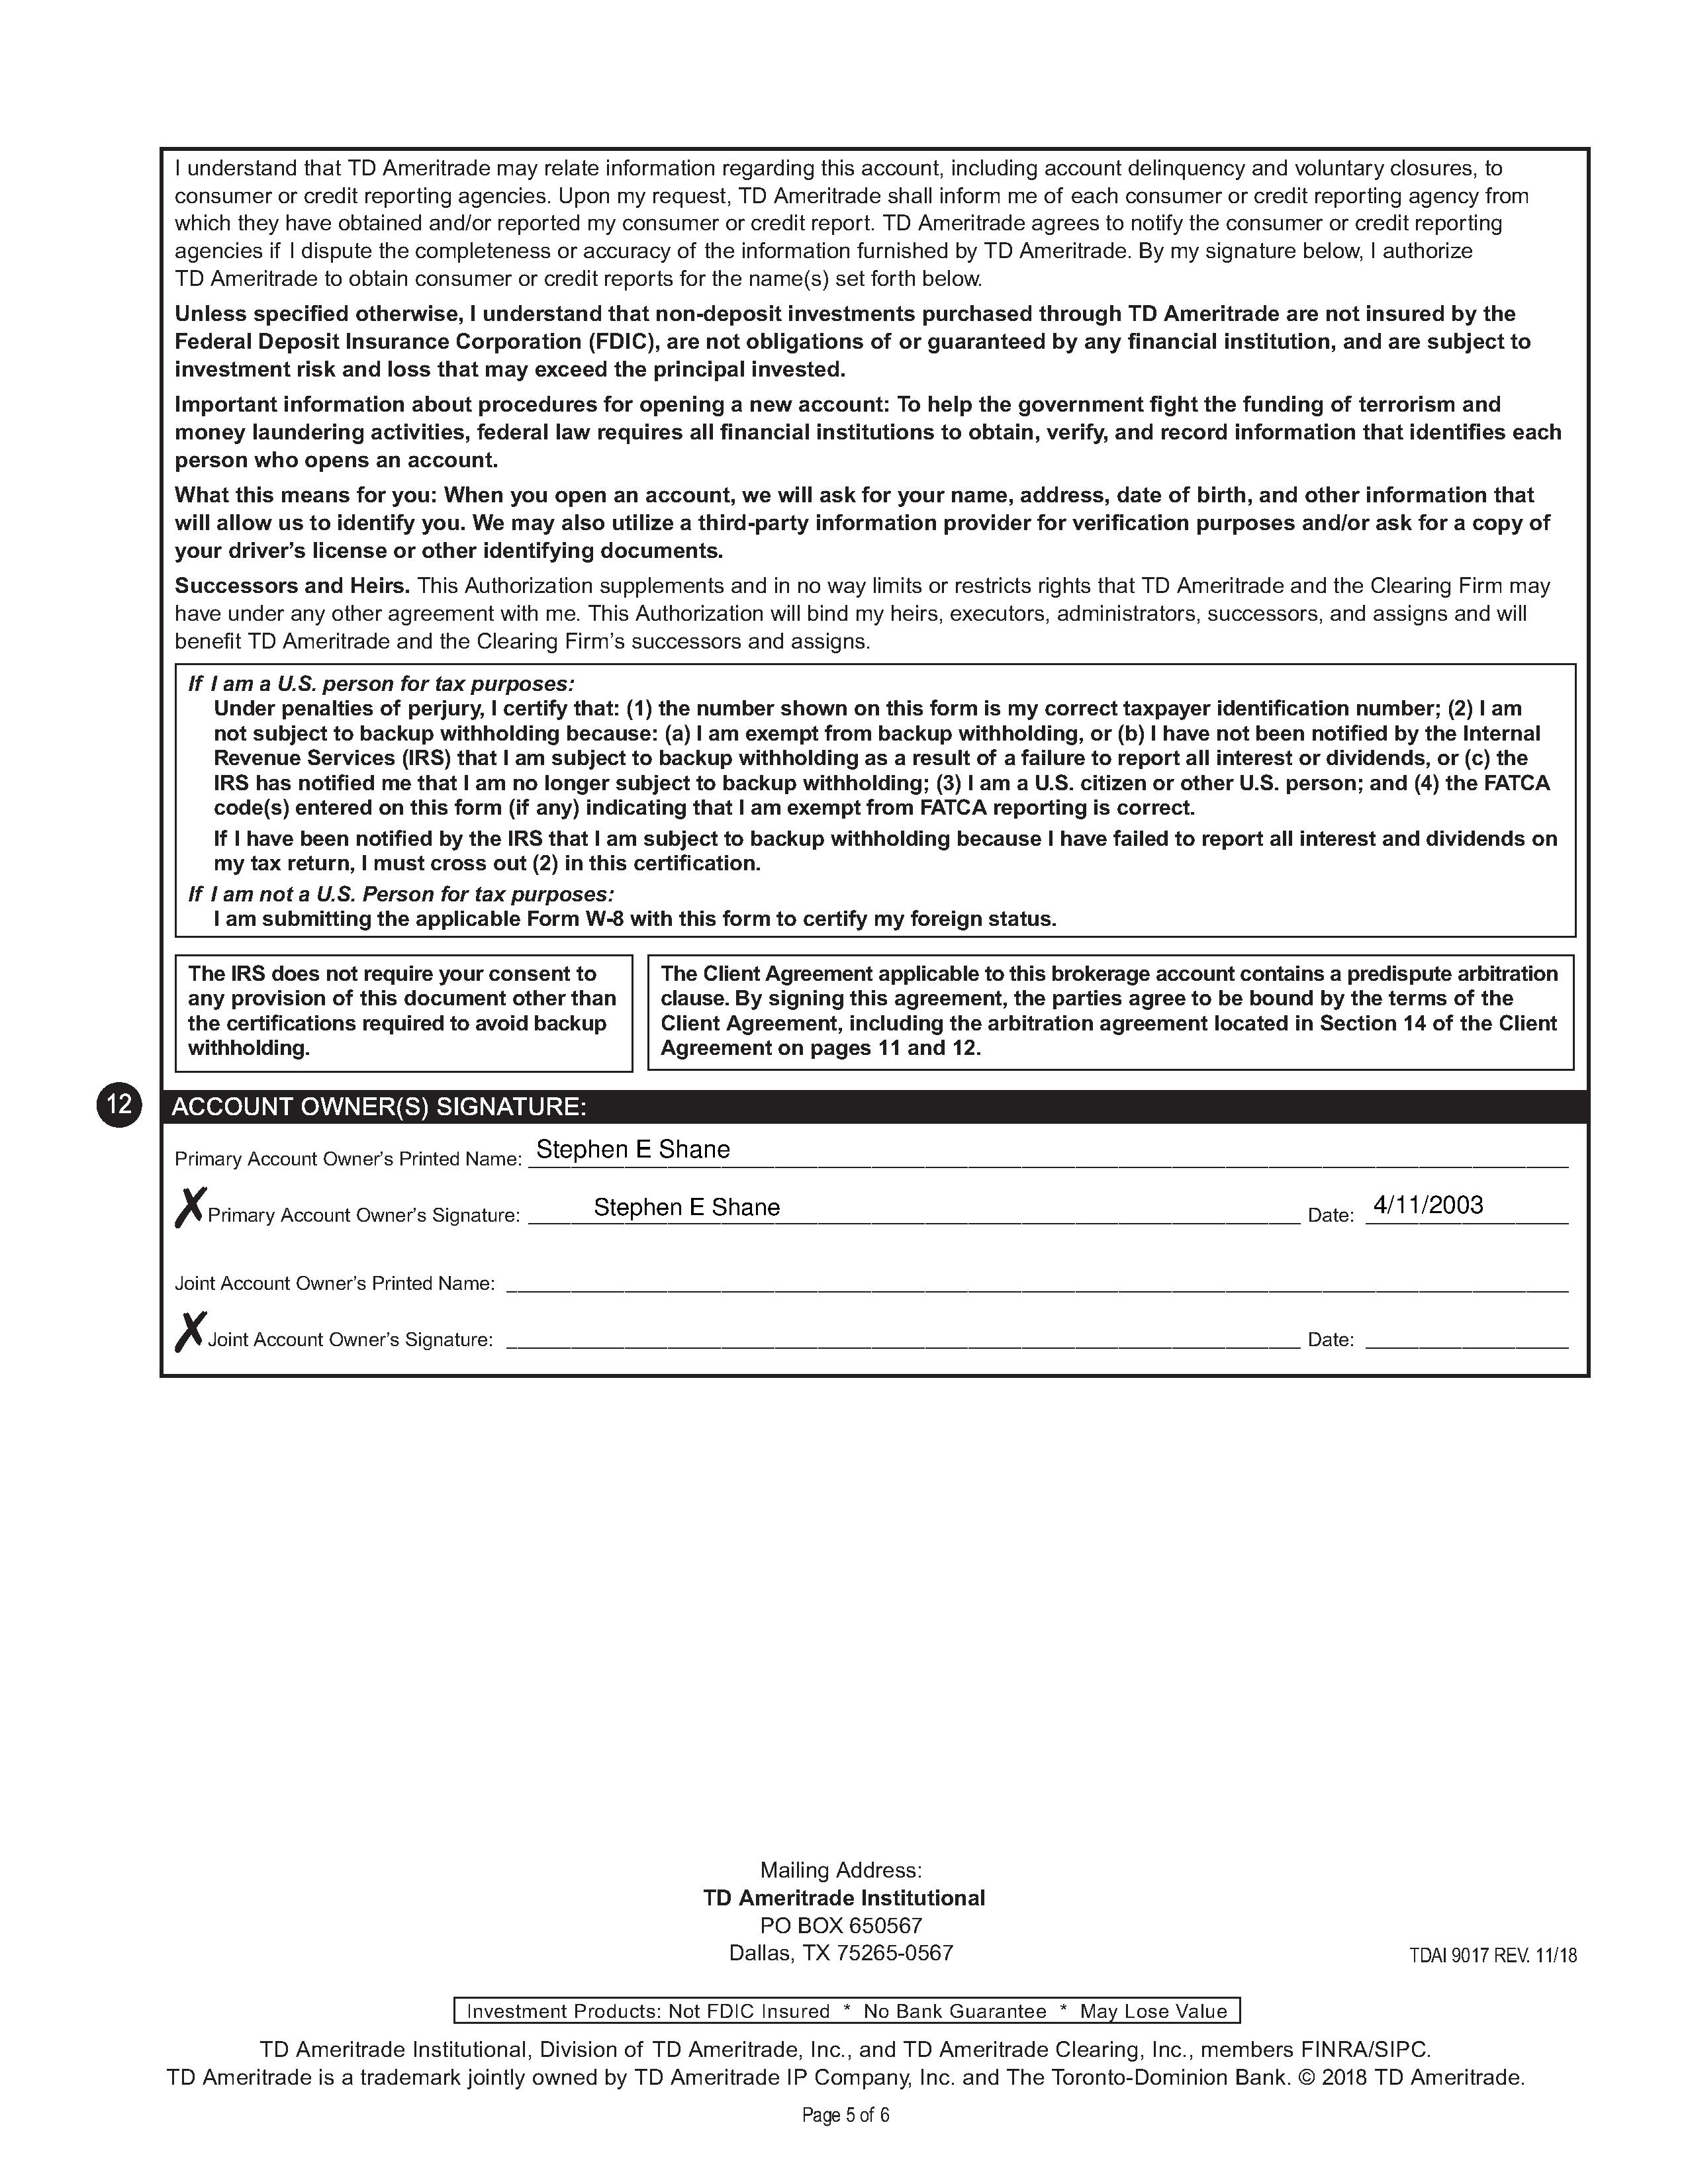 I understand that TD Ameritrade may relate information regarding this account, including account delinquency and voluntary closures, to
consumer or credit reporting agencies. Upon my request, TD Ameritrade shall inform me of each consumer or credit reporting agency from
which they have obtained and/or reported my consumer or credit report. TD Ameritrade agrees to notify the consumer or credit reporting
agencies if I dispute the completeness or accuracy of the information furnished by TD Ameritrade. By my signature below, I authorize
TD Ameritrade to obtain consumer or credit reports for the name(s) set forth below.
Unless specified otherwise, I understand that non-deposit investments purchased through TD Ameritrade are not insured by the
Federal Deposit Insurance Corporation (FDIC), are not obligations of or guaranteed by any financial institution, and are subject to
investment risk and loss that may exceed the principal invested.
Important information about procedures for opening a new account: To help the government fight the funding of terrorism and
money laundering activities, federal law requires all financial institutions to obtain, verify, and record information that identifies each
person who opens an account.
What this means for you: When you open an account, we will ask for your name, address, date of birth, and other information that
will allow us to identify you. We may also utilize a third-party information provider for verification purposes and/or ask for a copy of
your driver's license or other identifying documents.
Successors and Heirs. This Authorization supplements and in no way limits or restricts rights that TD Ameritrade and the Clearing Firm may
have under any other agreement with me. This Authorization will bind my heirs, executors, administrators, successors, and assigns and will
benefit TD Ameritrade and the Clearing Firm's successors and assigns.
If I am a U.S. person for tax purposes:
Under penalties of perjury, I certify that: (1) the number shown on this form is my correct taxpayer identification number; (2) I am
not subject to backup withholding because: (a) I am exempt from backup withholding, or (b) I have not been notified by the Internal
Revenue Services (IRS) that I am subject to backup withholding as a result of a failure to report all interest or dividends, or (c) the
IRS has notified me that I am no longer subject to backup withholding; (3) I am a U.S. citizen or other U.S. person; and (4) the FATCA
code(s) entered on this form (if any) indicating that I am exempt from FATCA reporting is correct.
If I have been notified by the IRS that I am subject to backup withholding because I have failed to report all interest and dividends on
my tax return, I must cross out (2) in this certification.
If I am not a U.S. Person for tax purposes:
I am submitting the applicable Form W-8 with this form to certify my foreign status.
The IRS does not require your consent to
any provision of this document other than
the certifications required to avoid backup
withholding.
The Client Agreement applicable to this brokerage account contains a predispute arbitration
clause. By signing this agreement, the parties agree to be bound by the terms of the
Client Agreement, including the arbitration agreement located in Section 14 of the Client
Agreement on pages 11 and 12.
12 ACCOUNT OWNER(S) SIGNATURE:
Primary Account Owner's Printed Name: Stephen E Shane
✗ Primary Account Owner's Signature: Stephen E Shane Date: 4/11/2003
Joint Account Owner's Printed Name:
✗ Joint Account Owner's Signature: Date:
Mailing Address:
TD Ameritrade Institutional
PO BOX 650567
Dallas, TX 75265-0567
TDAI 9017 REV. 11/18
Investment Products: Not FDIC Insured * No Bank Guarantee * May Lose Value
TD Ameritrade Institutional, Division of TD Ameritrade, Inc., and TD Ameritrade Clearing, Inc., members FINRA/SIPC.
TD Ameritrade is a trademark jointly owned by TD Ameritrade IP Company, Inc. and The Toronto-Dominion Bank. © 2018 TD Ameritrade.
Page 5 of 6